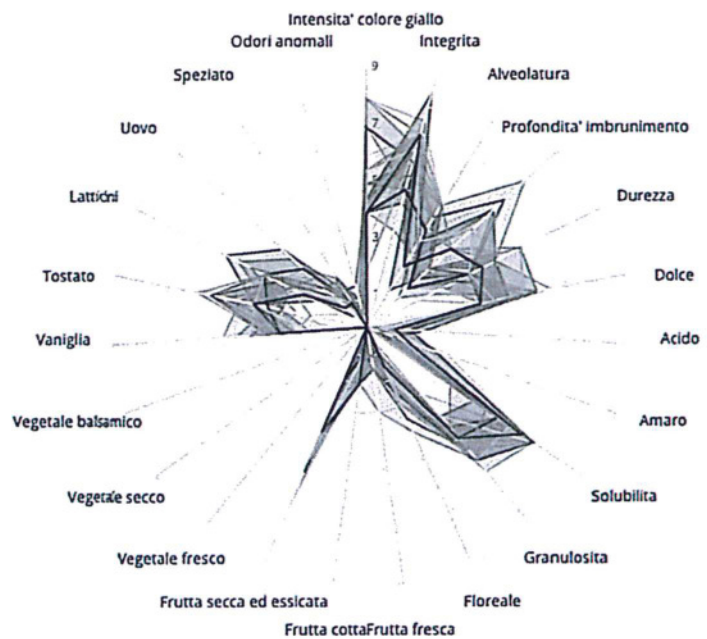 Intensita' colore giallo
Odori anomali
Integrita
Speziato
9
Alveolatura
Uovo
7
Profondita' imbrunimento
Lattidni
Durezza
3
Tostato
Dolce
Vaniglia
Acido
Vegetale balsamico
Amaro
Vegetale secco
Solubilita
Vegetale fresco
Granulosita
Frutta secca ed essicata
Floreale
Frutta cottaFrutta fresca